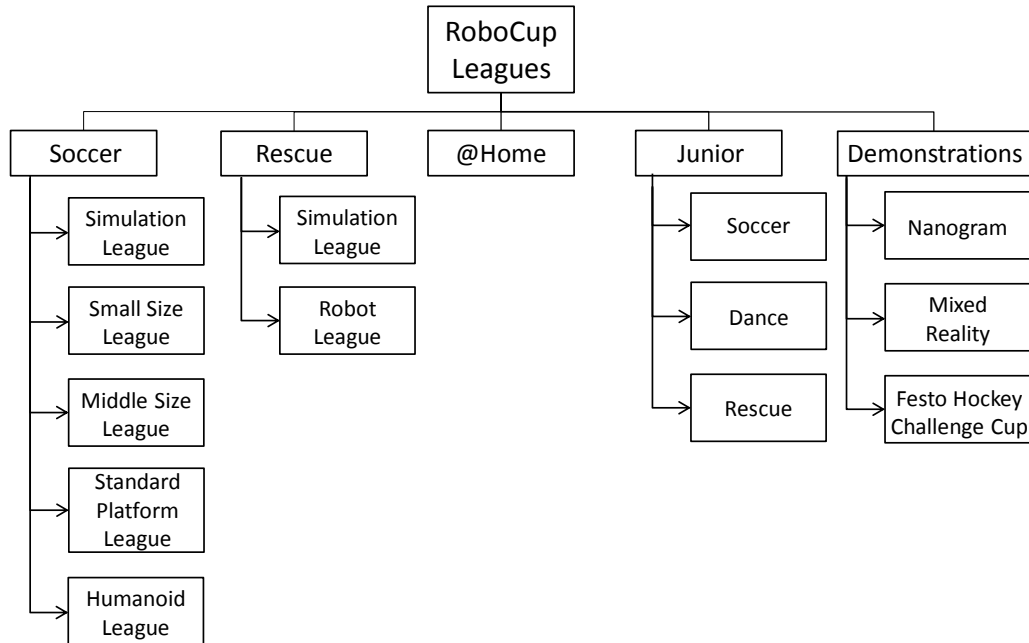 RoboCup
Leagues
Soccer
Rescue
@Home
Junior
Demonstrations
Simulation
League
Small Size
League
Middle Size
League
Standard
Platform
League
Humanoid
League
Simulation
League
Robot
League
Soccer
Dance
Rescue
Nanogram
Mixed
Reality
Festo Hockey
Challenge Cup